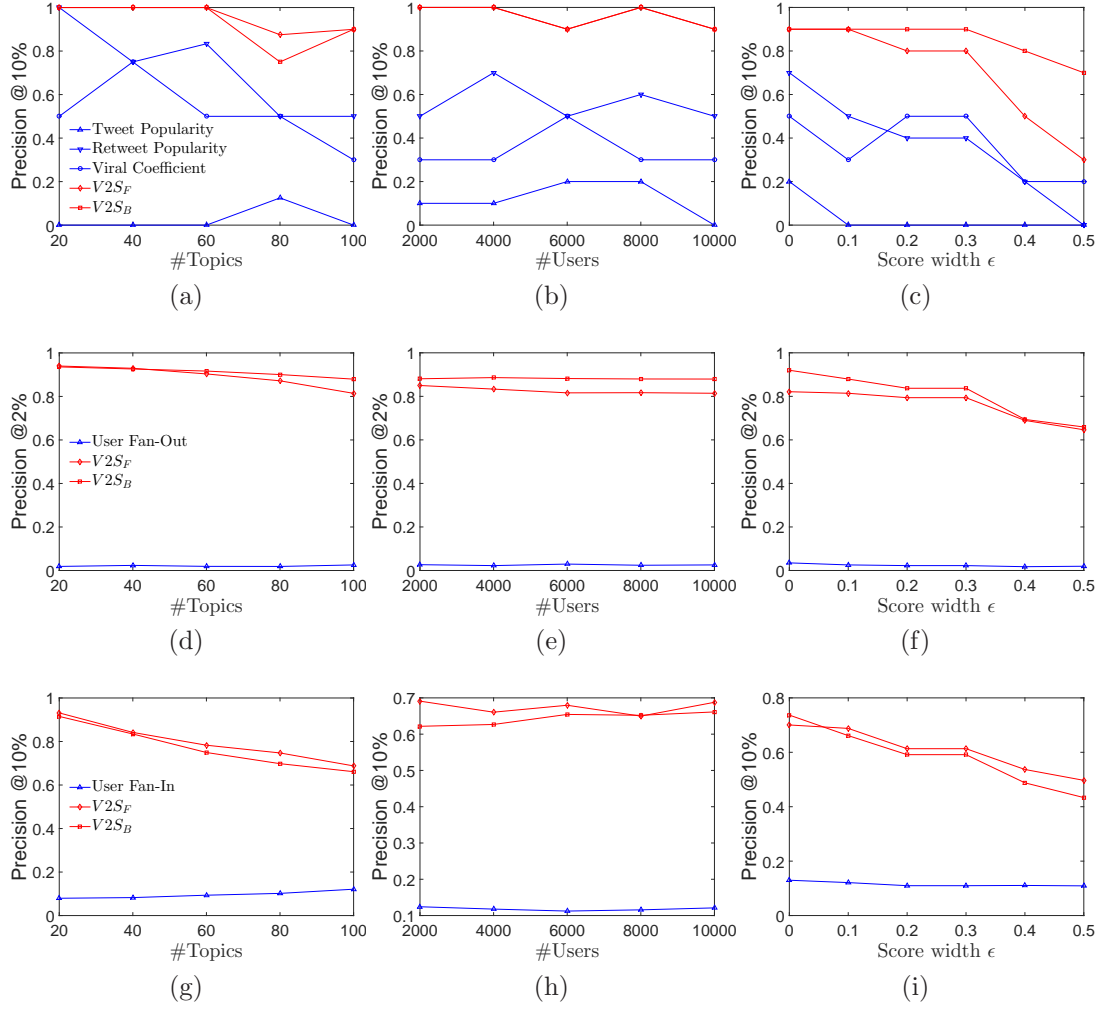 Precision @10%
1
0.8
0.6
0.4
0.2
0
Tweet Popularity
Retweet Popularity
Viral Coefficient
V2S_F
V2S_B
20 40 60 80 100
#Topics
(a)
Precision @10%
1
0.8
0.6
0.4
0.2
0
2000 4000 6000 8000 10000
#Users
(b)
Precision @10%
1
0.8
0.6
0.4
0.2
0
0 0.1 0.2 0.3 0.4 0.5
Score width ϵ
(c)
Precision @2%
1
0.8
0.6
0.4
0.2
0
User Fan-Out
V2S_F
V2S_B
20 40 60 80 100
#Topics
(d)
Precision @2%
1
0.8
0.6
0.4
0.2
0
2000 4000 6000 8000 10000
#Users
(e)
Precision @2%
1
0.8
0.6
0.4
0.2
0
0 0.1 0.2 0.3 0.4 0.5
Score width ϵ
(f)
Precision @10%
1
0.8
0.6
0.4
0.2
0
User Fan-In
V2S_F
V2S_B
20 40 60 80 100
#Topics
(g)
Precision @10%
0.7
0.6
0.5
0.4
0.3
0.2
0.1
2000 4000 6000 8000 10000
#Users
(h)
Precision @10%
0.8
0.6
0.4
0.2
0
0 0.1 0.2 0.3 0.4 0.5
Score width ϵ
(i)